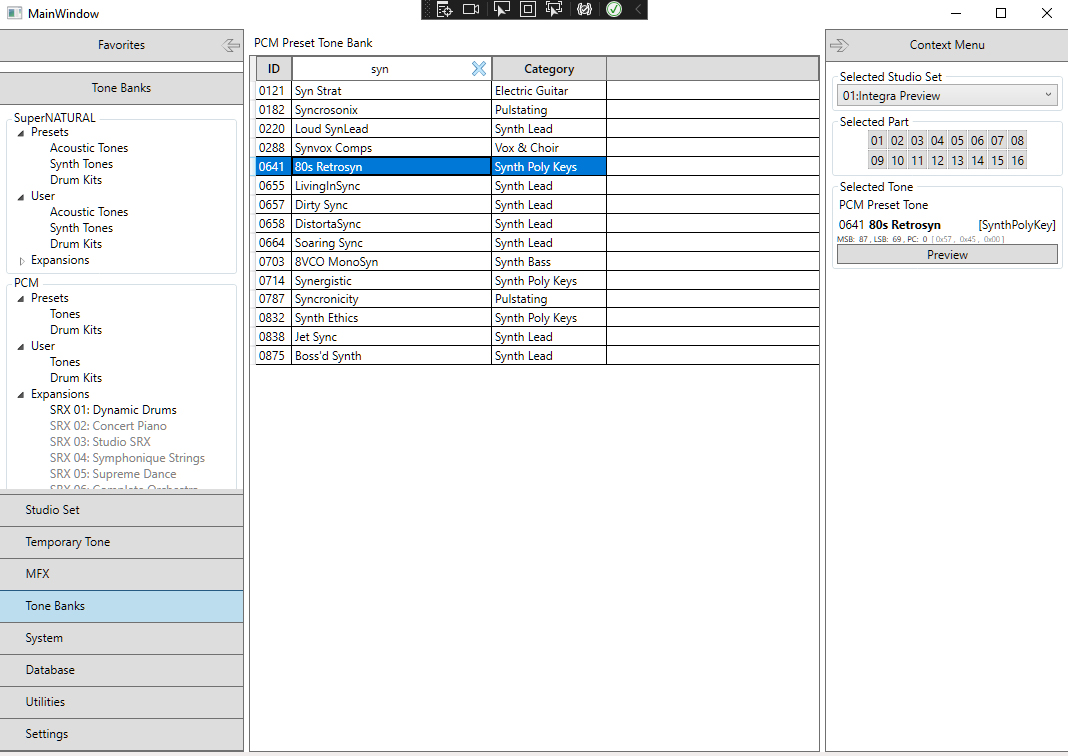 MainWindow
Favorites
Tone Banks
SuperNATURAL
Presets
Acoustic Tones
Synth Tones
Drum Kits
User
Acoustic Tones
Synth Tones
Drum Kits
Expansions
PCM
Presets
Tones
Drum Kits
User
Tones
Drum Kits
Expansions
SRX 01: Dynamic Drums
SRX 02: Concert Piano
SRX 03: Studio SRX
SRX 04: Symphonique Strings
SRX 05: Supreme Dance
SRX 06: Complete Orchestra
Studio Set
Temporary Tone
MFX
Tone Banks
System
Database
Utilities
Settings
PCM Preset Tone Bank
ID syn Category
0121 Syn Strat Electric Guitar
0182 Syncrosonix Pulstating
0220 Loud SynLead Synth Lead
0288 Synvox Comps Vox & Choir
0641 80s Retrosyn Synth Poly Keys
0655 LivingInSync Synth Lead
0657 Dirty Sync Synth Lead
0658 DistortaSync Synth Lead
0664 Soaring Sync Synth Lead
0703 8VCO MonoSyn Synth Bass
0714 Synergistic Synth Poly Keys
0787 Syncronicity Pulstating
0832 Synth Ethics Synth Poly Keys
0838 Jet Sync Synth Lead
0875 Boss'd Synth Synth Lead
Context Menu
Selected Studio Set
01:Integra Preview
Selected Part
01 02 03 04 05 06 07 08
09 10 11 12 13 14 15 16
Selected Tone
PCM Preset Tone
0641 80s Retrosyn [SynthPolyKey]
MSB: 87 , LSB: 69 , PC: 0 [ 0x57 , 0x45 , 0x00 ]
Preview